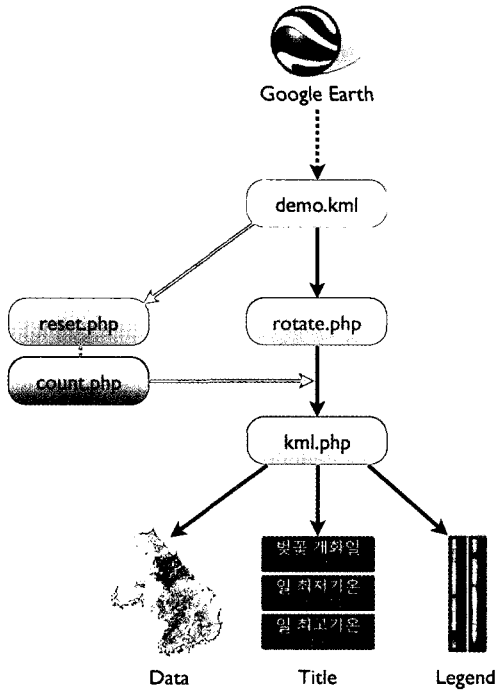 Google Earth
demo.kml
reset.php
rotate.php
count.php
kml.php
벚꽃 개화일
일 최저기온
일 최고기온
Data
Title
Legend